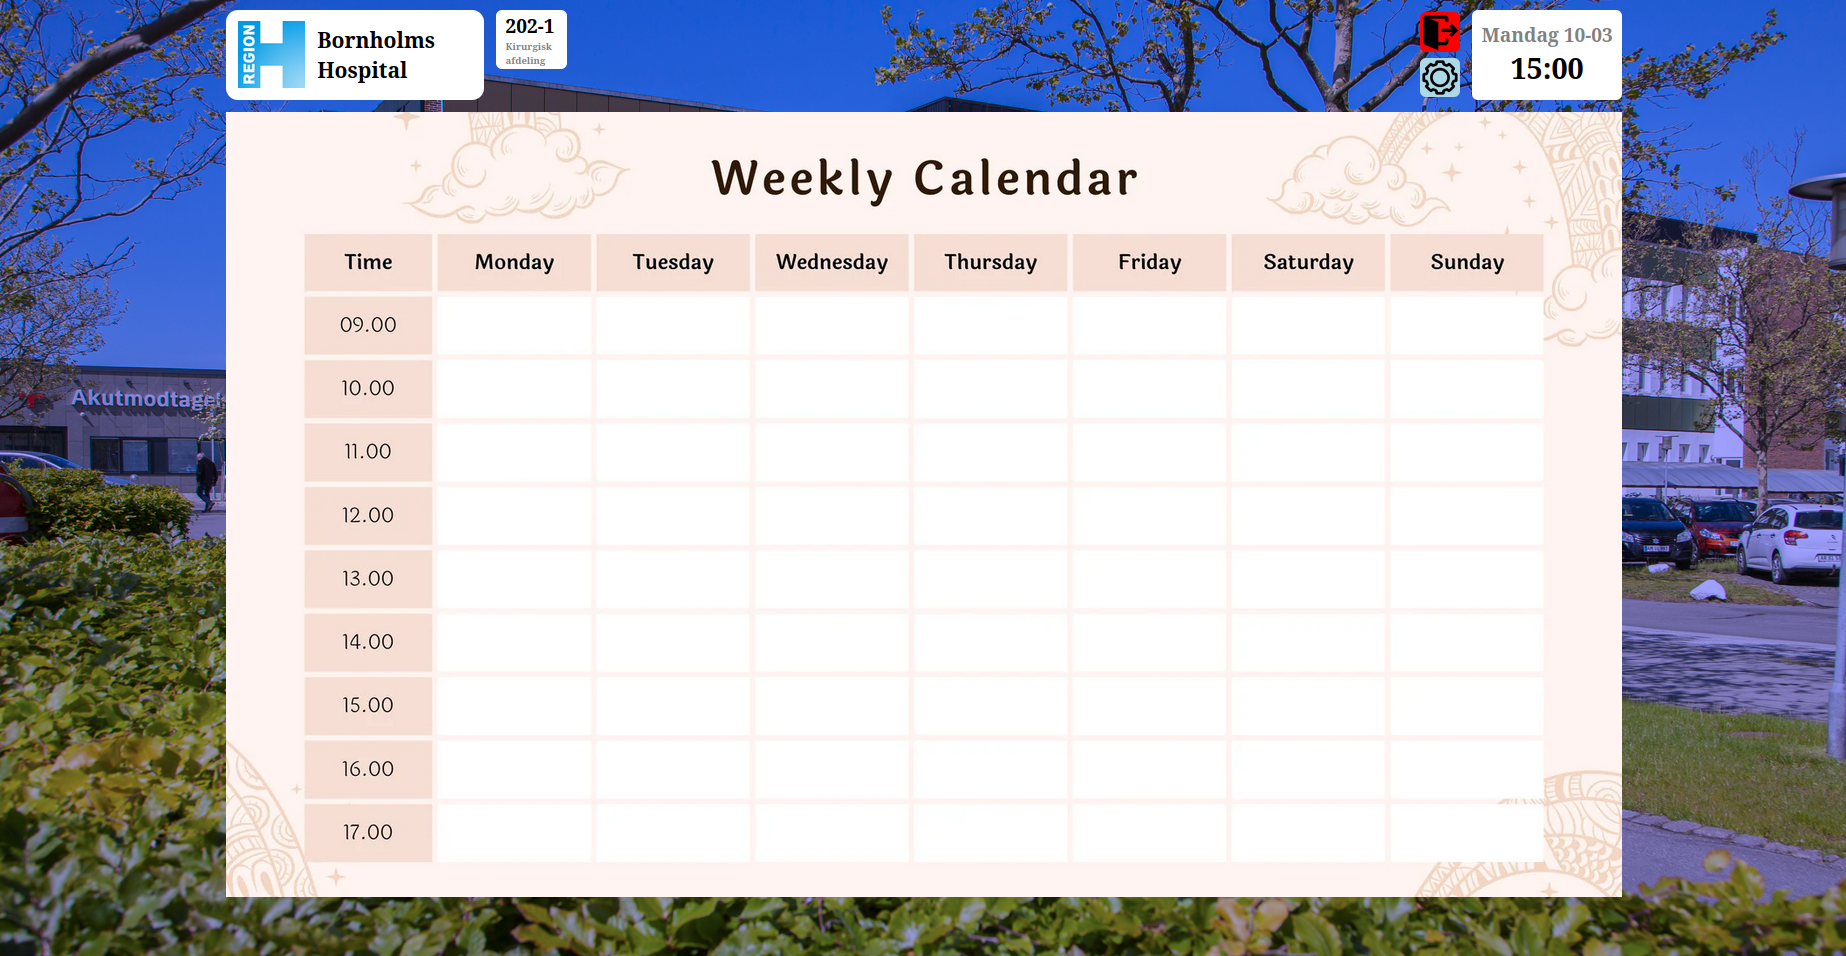 REGION
Bornholms
Hospital
202-1
Kirurgisk
afdeling
Mandag 10-03
15:00
Weekly Calendar
Time Monday Tuesday Wednesday Thursday Friday Saturday Sunday
09.00
10.00
11.00
12.00
13.00
14.00
15.00
16.00
17.00